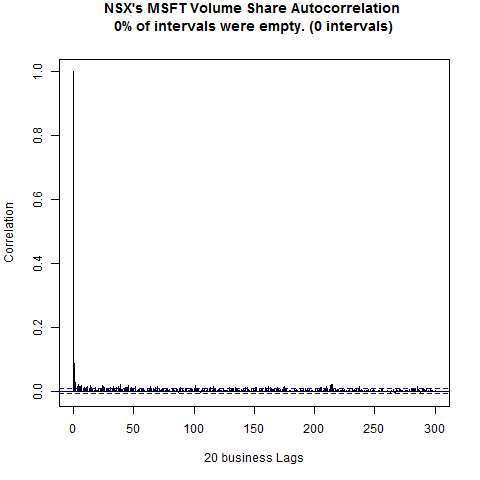 NSX's MSFT Volume Share Autocorrelation
0% of intervals were empty. (0 intervals)
1.0
0.8
0.6
0.4
0.2
0.0
Correlation
0 50 100 150 200 250 300
20 business Lags